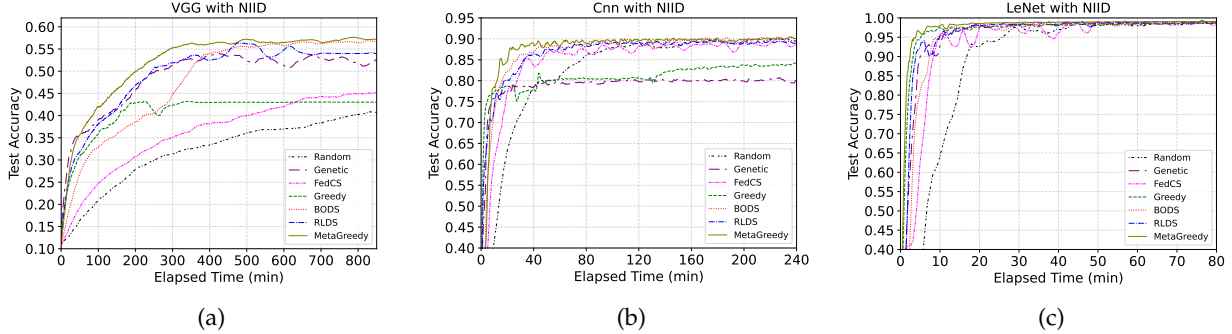 VGG with NIID
Test Accuracy
0.60
0.55
0.50
0.45
0.40
0.35
0.30
0.25
0.20
0.15
0.10
0 100 200 300 400 500 600 700 800
Elapsed Time (min)
Random
Genetic
FedCS
Greedy
BODS
RLDS
MetaGreedy
(a)
Cnn with NIID
Test Accuracy
0.95
0.90
0.85
0.80
0.75
0.70
0.65
0.60
0.55
0.50
0.45
0.40
0 40 80 120 160 200 240
Elapsed Time (min)
Random
Genetic
FedCS
Greedy
BODS
RLDS
MetaGreedy
(b)
LeNet with NIID
Test Accuracy
1.00
0.95
0.90
0.85
0.80
0.75
0.70
0.65
0.60
0.55
0.50
0.45
0.40
0 10 20 30 40 50 60 70 80
Elapsed Time (min)
Random
Genetic
FedCS
Greedy
BODS
RLDS
MetaGreedy
(c)